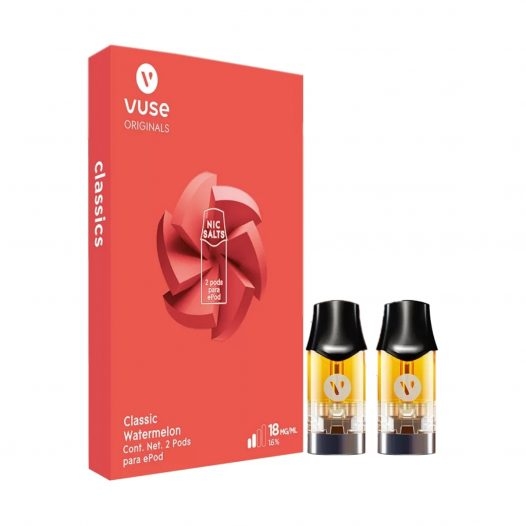 vuse
ORIGINALS
classics
NIC
SALTS
2 pods
para
ePod
Classic
Watermelon
Cont. Net. 2 Pods
para ePod
18 MG/ML
1.6%